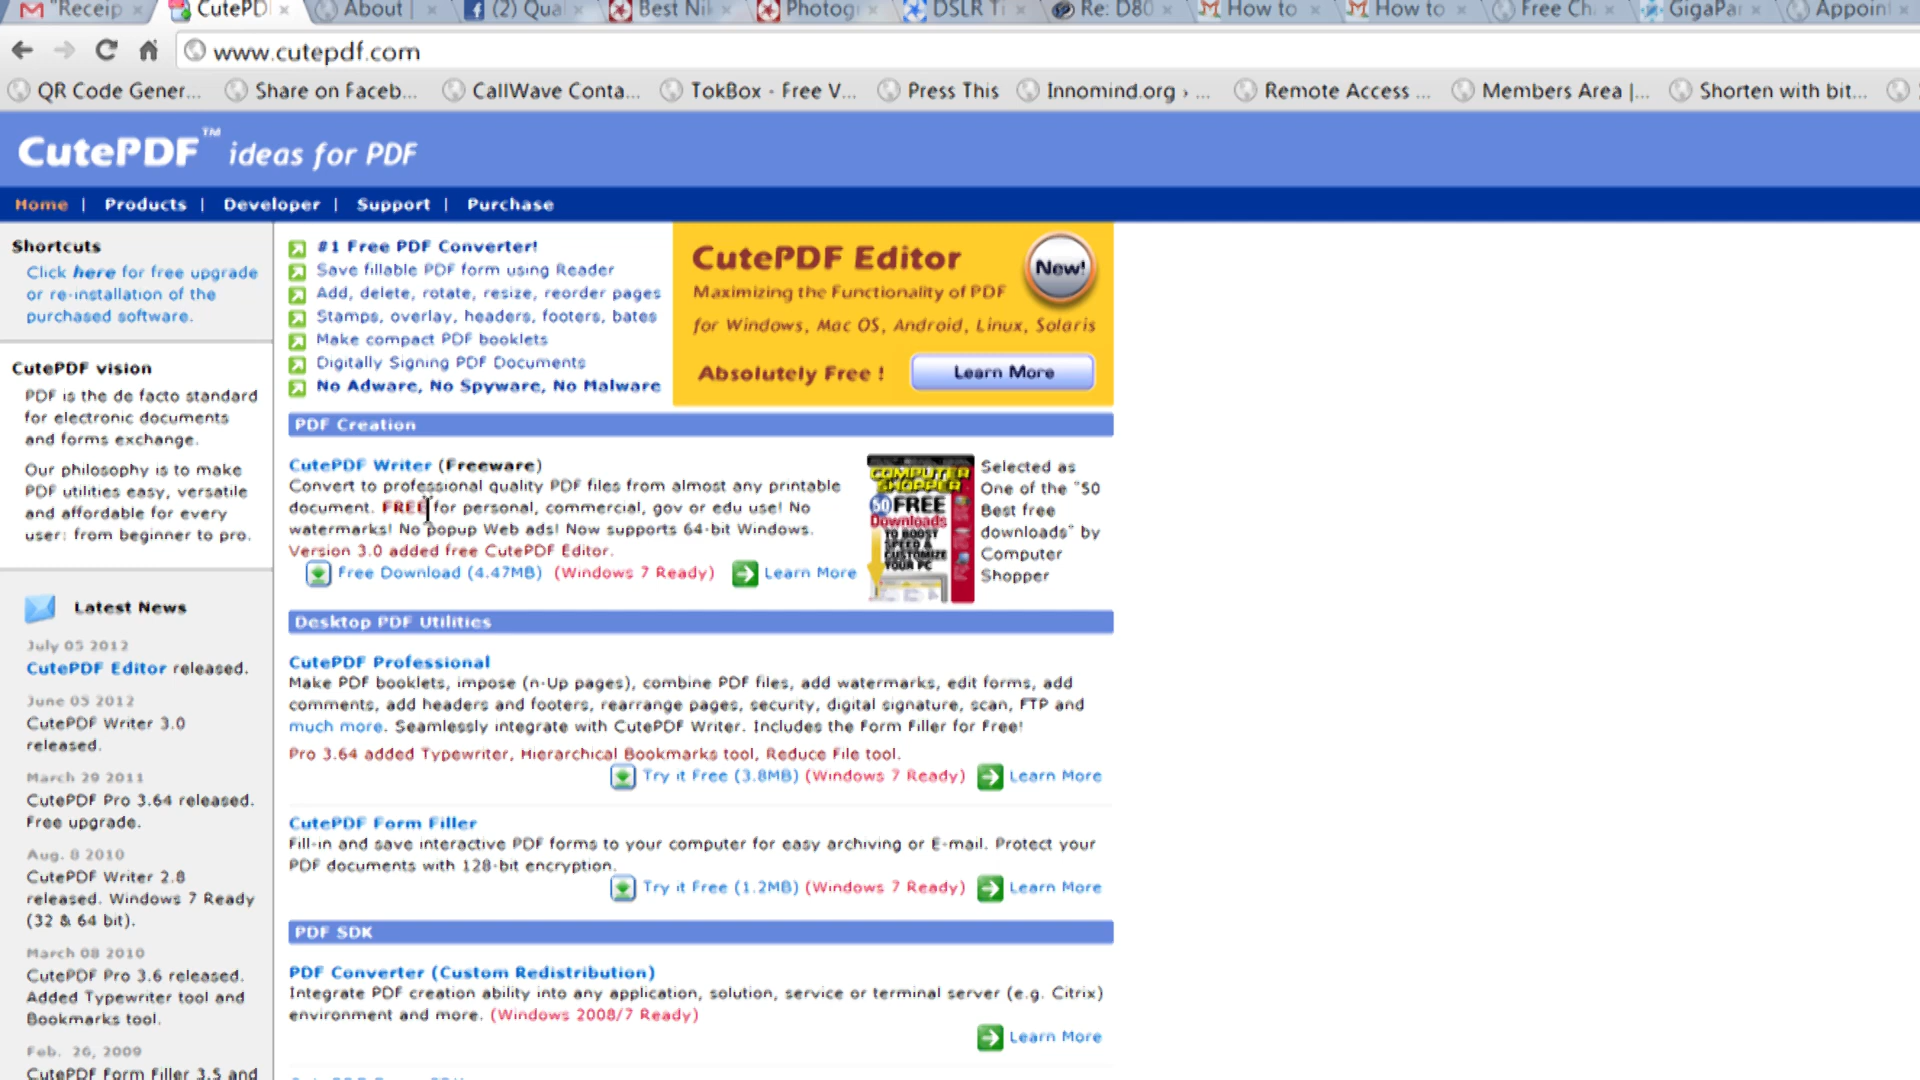 "Receip
CutePD
About |
(2) Qua
Best Nik
Photog
DSLR Ti
Re: D80
How to
How to
Free Ch
GigaPar
Appoin
www.cutepdf.com
QR Code Gener...
Share on Faceb...
CallWave Conta...
TokBox - Free V...
Press This
Innomind.org › ...
Remote Access ...
Members Area |...
Shorten with bit...
CutePDF™ ideas for PDF
Home | Products | Developer | Support | Purchase
Shortcuts
Click here for free upgrade
or re-installation of the
purchased software.
CutePDF vision
PDF is the de facto standard
for electronic documents
and forms exchange.
Our philosophy is to make
PDF utilities easy, versatile
and affordable for every
user: from beginner to pro.
Latest News
July 05 2012
CutePDF Editor released.
June 05 2012
CutePDF Writer 3.0
released.
March 29 2011
CutePDF Pro 3.64 released.
Free upgrade.
Aug. 8 2010
CutePDF Writer 2.8
released. Windows 7 Ready
(32 & 64 bit).
March 08 2010
CutePDF Pro 3.6 released.
Added Typewriter tool and
Bookmarks tool.
Feb. 26, 2009
CutePDF Form Filler 3.5 and
#1 Free PDF Converter!
Save fillable PDF form using Reader
Add, delete, rotate, resize, reorder pages
Stamps, overlay, headers, footers, bates
Make compact PDF booklets
Digitally Signing PDF Documents
No Adware, No Spyware, No Malware
CutePDF Editor
New!
Maximizing the Functionality of PDF
for Windows, Mac OS, Android, Linux, Solaris
Absolutely Free !
Learn More
PDF Creation
CutePDF Writer (Freeware)
Convert to professional quality PDF files from almost any printable
document. FREE for personal, commercial, gov or edu use! No
watermarks! No popup Web ads! Now supports 64-bit Windows.
Version 3.0 added free CutePDF Editor.
Free Download (4.47MB) (Windows 7 Ready) Learn More
COMPUTER
SHOPPER
50 FREE
Downloads
TO BOOST
SPEED &
CUSTOMIZE
YOUR PC
Selected as
One of the "50
Best free
downloads" by
Computer
Shopper
Desktop PDF Utilities
CutePDF Professional
Make PDF booklets, impose (n-Up pages), combine PDF files, add watermarks, edit forms, add
comments, add headers and footers, rearrange pages, security, digital signature, scan, FTP and
much more. Seamlessly integrate with CutePDF Writer. Includes the Form Filler for Free!
Pro 3.64 added Typewriter, Hierarchical Bookmarks tool, Reduce File tool.
Try it Free (3.8MB) (Windows 7 Ready) Learn More
CutePDF Form Filler
Fill-in and save interactive PDF forms to your computer for easy archiving or E-mail. Protect your
PDF documents with 128-bit encryption.
Try it Free (1.2MB) (Windows 7 Ready) Learn More
PDF SDK
PDF Converter (Custom Redistribution)
Integrate PDF creation ability into any application, solution, service or terminal server (e.g. Citrix)
environment and more. (Windows 2008/7 Ready)
Learn More